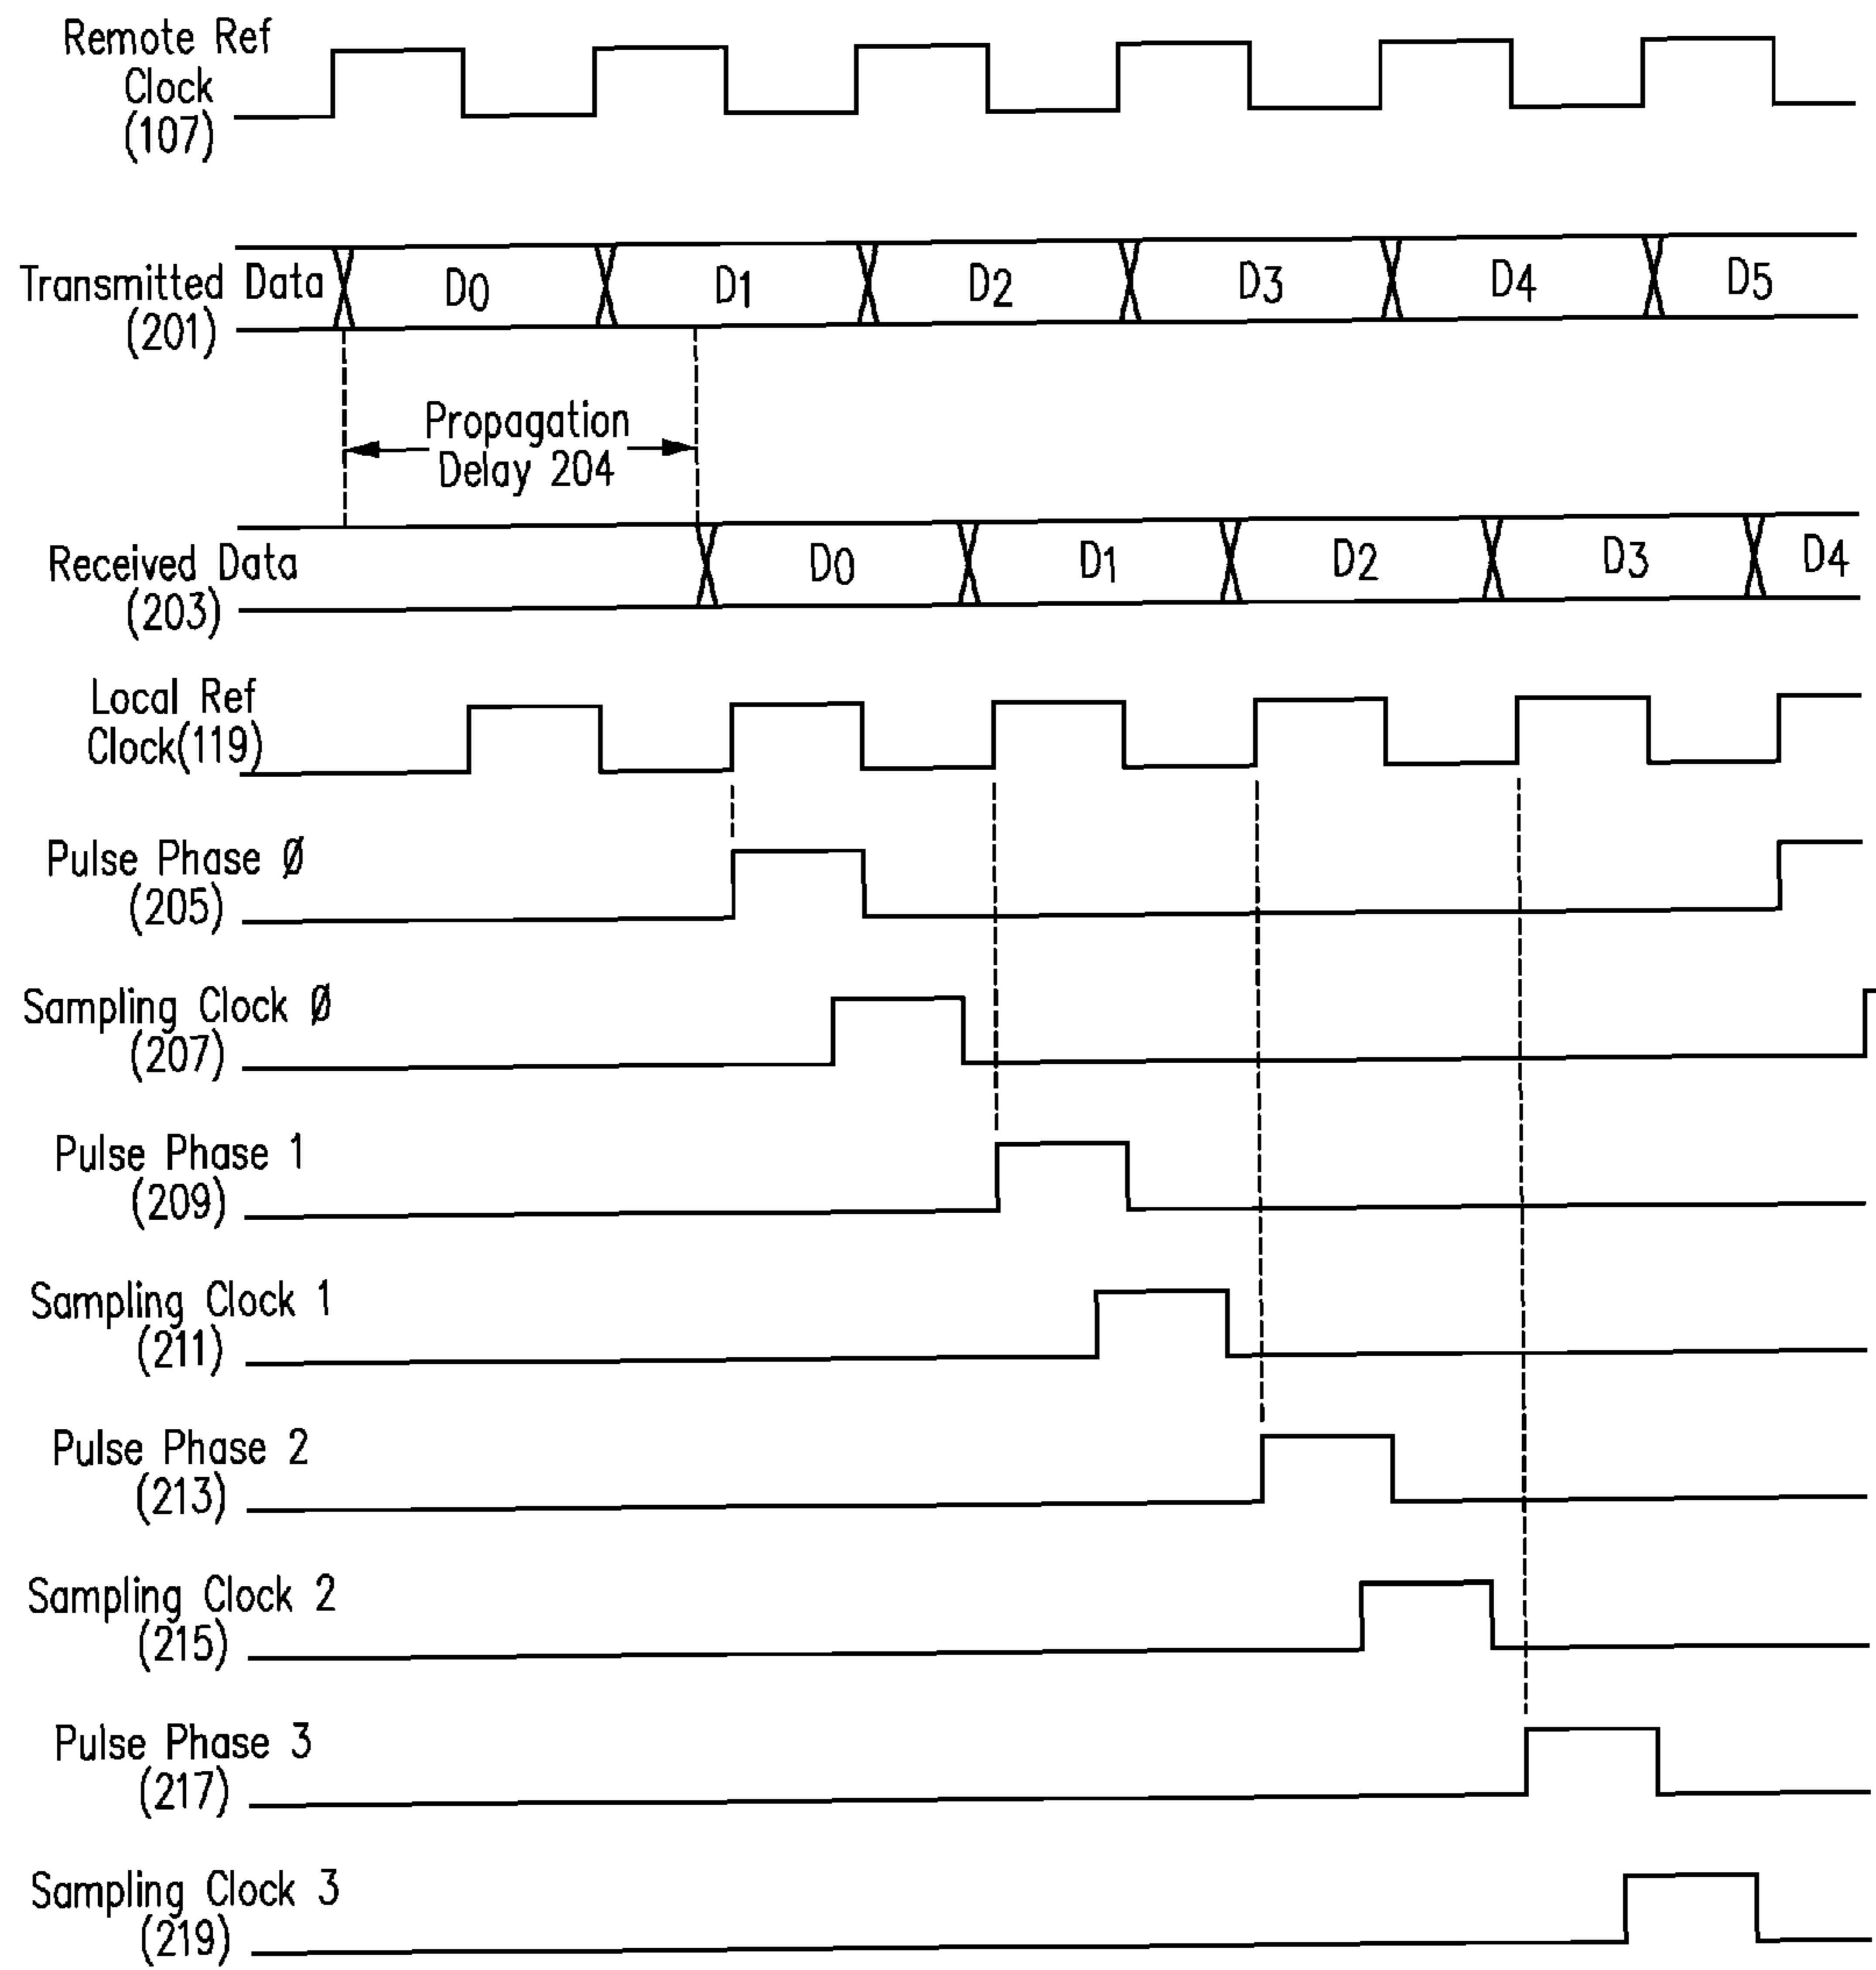 Remote Ref
Clock
(107)
Transmitted Data
(201)
D0 D1 D2 D3 D4 D5
Propagation
Delay 204
Received Data
(203)
D0 D1 D2 D3 D4
Local Ref
Clock(119)
Pulse Phase Ø
(205)
Sampling Clock Ø
(207)
Pulse Phase 1
(209)
Sampling Clock 1
(211)
Pulse Phase 2
(213)
Sampling Clock 2
(215)
Pulse Phase 3
(217)
Sampling Clock 3
(219)